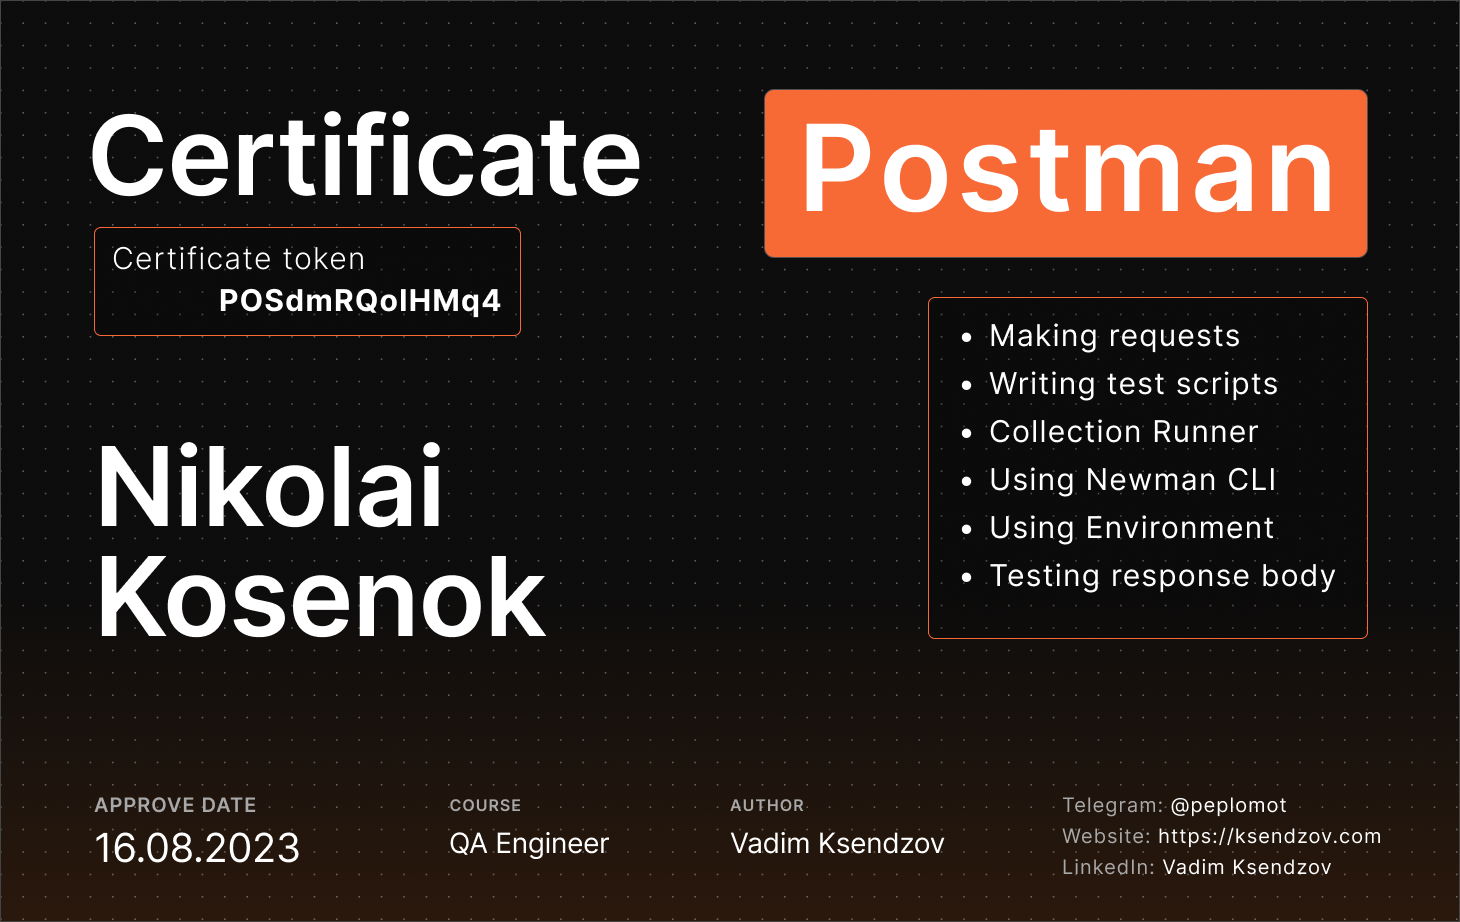 Certificate
Certificate token
POSdmRQoIHMq4
Nikolai
Kosenok
Postman
• Making requests
• Writing test scripts
• Collection Runner
• Using Newman CLI
• Using Environment
• Testing response body
APPROVE DATE
16.08.2023
COURSE
QA Engineer
AUTHOR
Vadim Ksendzov
Telegram: @peplomot
Website: https://ksendzov.com
LinkedIn: Vadim Ksendzov